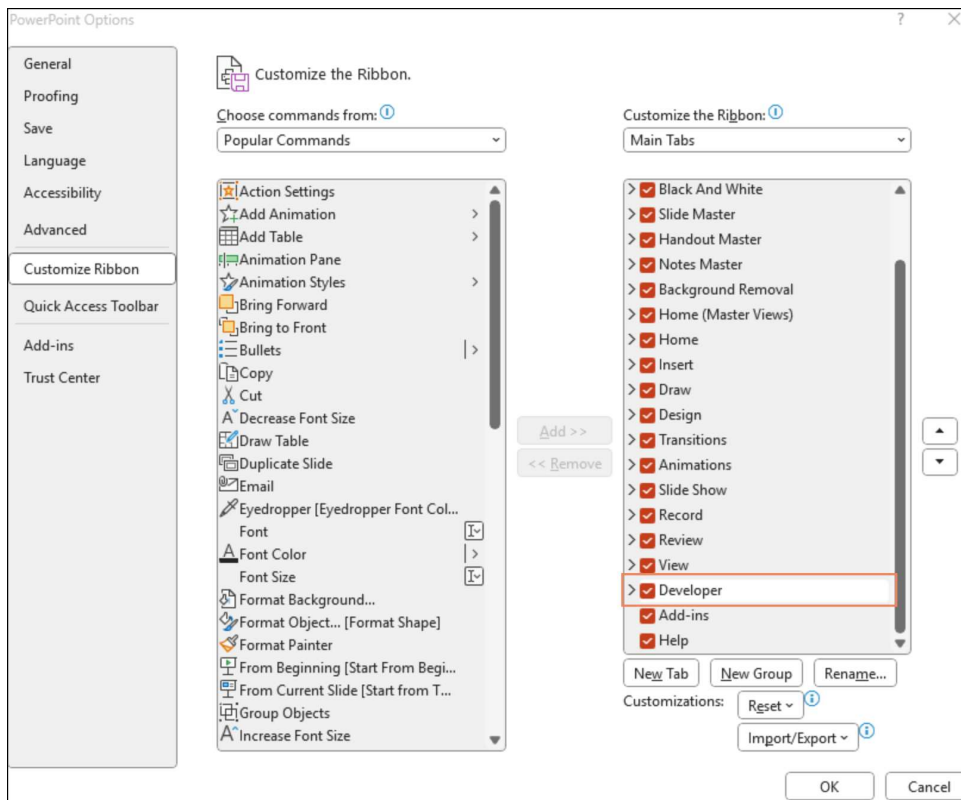 PowerPoint Options
?
General
Proofing
Save
Language
Accessibility
Advanced
Customize Ribbon
Quick Access Toolbar
Add-ins
Trust Center
Customize the Ribbon.
Choose commands from:
Popular Commands
Action Settings
Add Animation
Add Table
Animation Pane
Animation Styles
Bring Forward
Bring to Front
Bullets
Copy
Cut
Decrease Font Size
Draw Table
Duplicate Slide
Email
Eyedropper [Eyedropper Font Col...
Font
Font Color
Font Size
Format Background...
Format Object... [Format Shape]
Format Painter
From Beginning [Start From Begi...
From Current Slide [Start from T...
Group Objects
Increase Font Size
Add >>
<< Remove
Customize the Ribbon:
Main Tabs
Black And White
Slide Master
Handout Master
Notes Master
Background Removal
Home (Master Views)
Home
Insert
Draw
Design
Transitions
Animations
Slide Show
Record
Review
View
Developer
Add-ins
Help
New Tab
New Group
Rename...
Customizations:
Reset
Import/Export
OK
Cancel